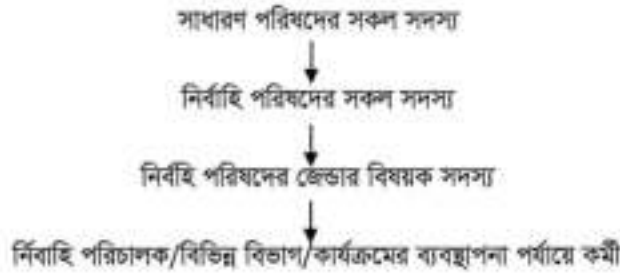 সাধারণ পরিষদের সকল সদস্য
নির্বাহি পরিষদের সকল সদস্য
নির্বহি পরিষদের জেন্ডার বিষয়ক সদস্য
র্নিবাহি পরিচালক/বিভিন্ন বিভাগ/কার্যক্রমের ব্যবস্থাপনা পর্যায়ে কর্মী